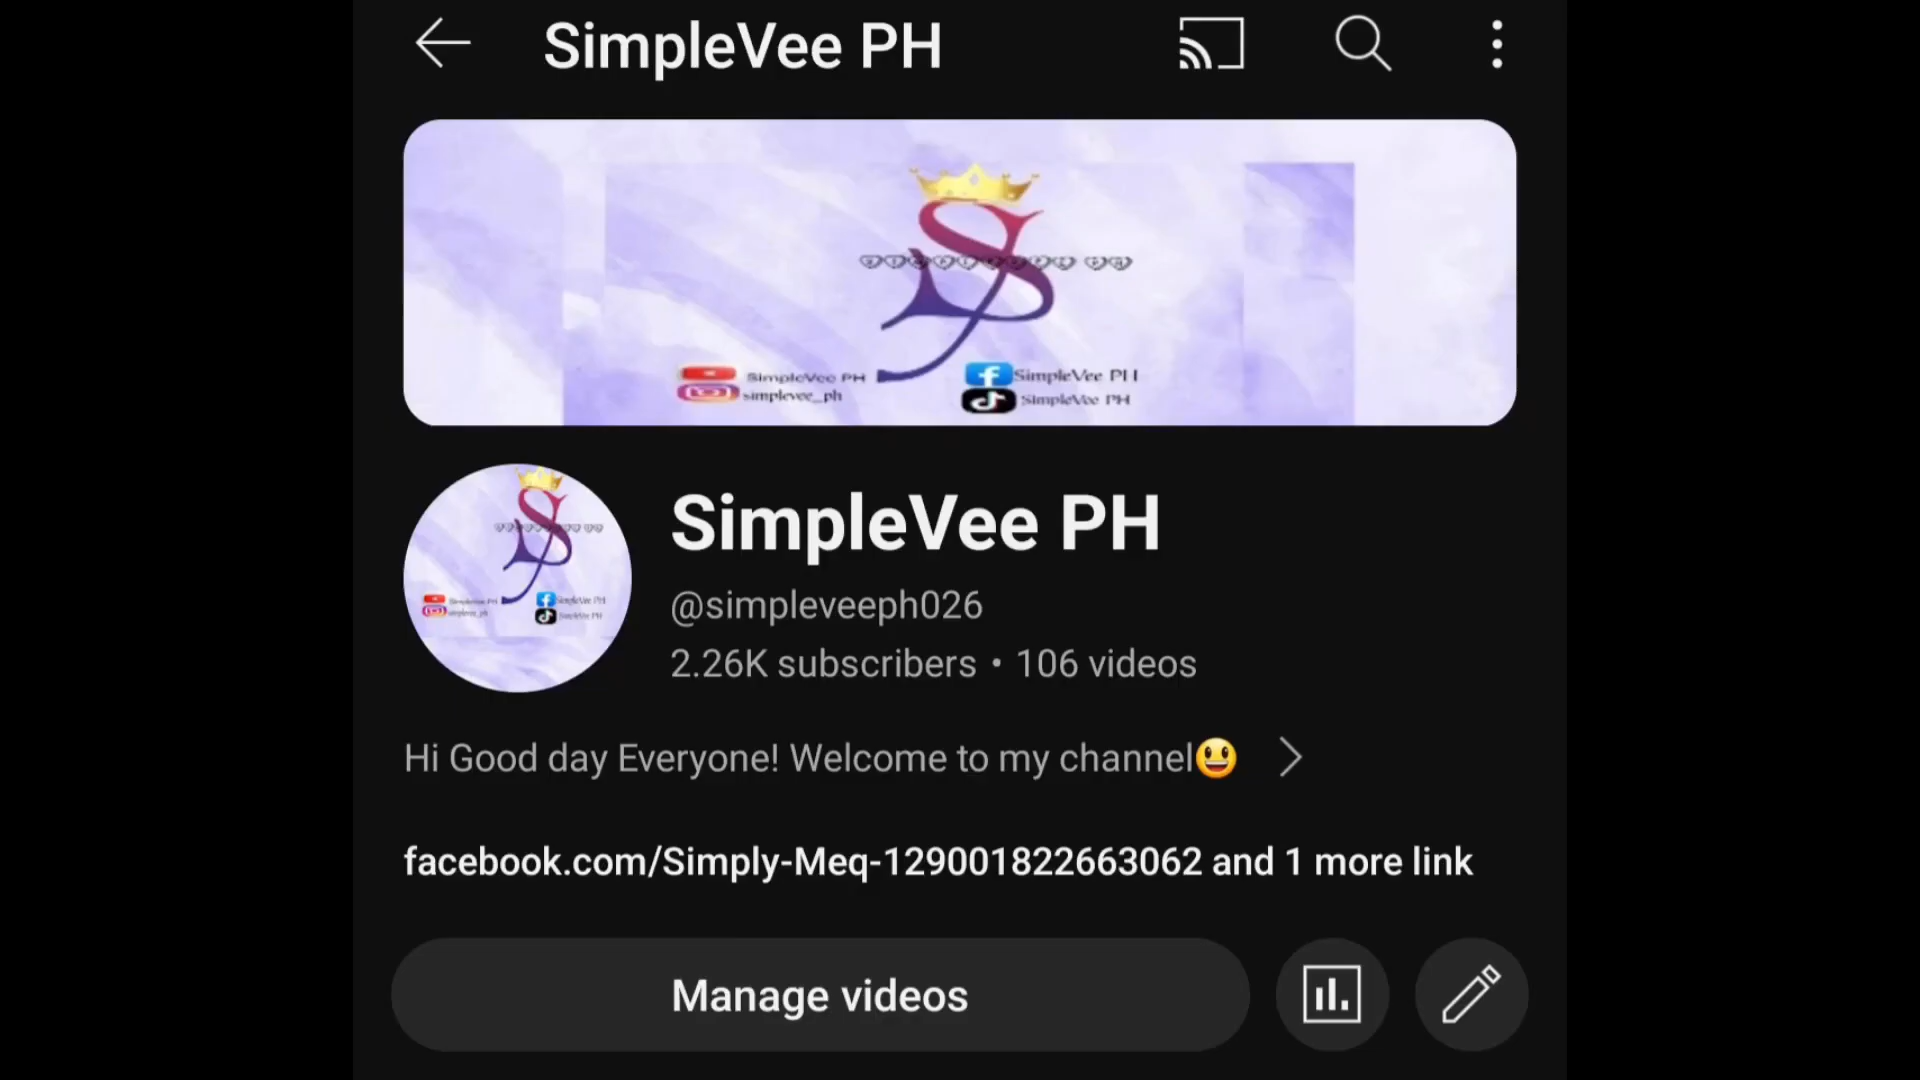 SimpleVee PH
SimpleVee PH
SimpleVee PH
simplevee_ph
SimpleVee PH
SimpleVee PH
@simpleveeph026
2.26K subscribers • 106 videos
Hi Good day Everyone! Welcome to my channel😃
facebook.com/Simply-Meq-129001822663062 and 1 more link
Manage videos